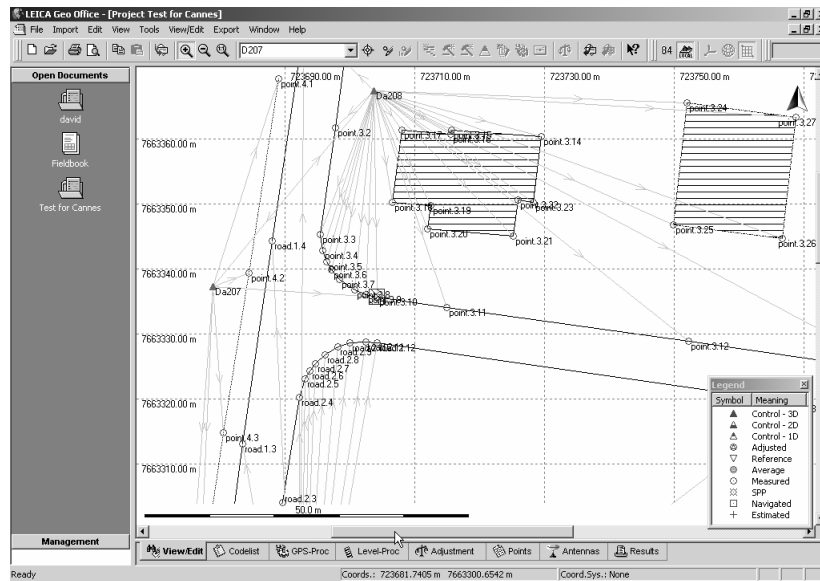 LEICA Geo Office - [Project Test for Cannes]
File Import Edit View Tools View/Edit Export Window Help
D207
84
LOCAL
Open Documents
david
Fieldbook
Test for Cannes
Management
723690.00 m
723710.00 m
723730.00 m
723750.00 m
point.4.1
Da208
point.3.24
point.3.27
7663360.00 m
point.3.2
point.3.17
point.3.14
7663350.00 m
point.3.19
point.3.23
point.3.20
point.3.21
point.3.25
point.3.26
road.1.4
point.3.3
point.3.4
point.3.5
point.3.6
point.3.7
7663340.00 m
point.4.2
Da207
point.3.10
point.3.11
7663330.00 m
point.3.12
road.2.8
road.2.7
road.2.6
road.2.5
7663320.00 m
road.2.4
point.4.3
road.1.3
7663310.00 m
road.2.3
50.0 m
Legend
Symbol Meaning
Control - 3D
Control - 2D
Control - 1D
Adjusted
Reference
Average
Measured
SPP
Navigated
Estimated
View/Edit Codelist GPS-Proc Level-Proc Adjustment Points Antennas Results
Ready
Coords.: 723681.7405 m 7663300.6542 m
Coord.Sys.: None